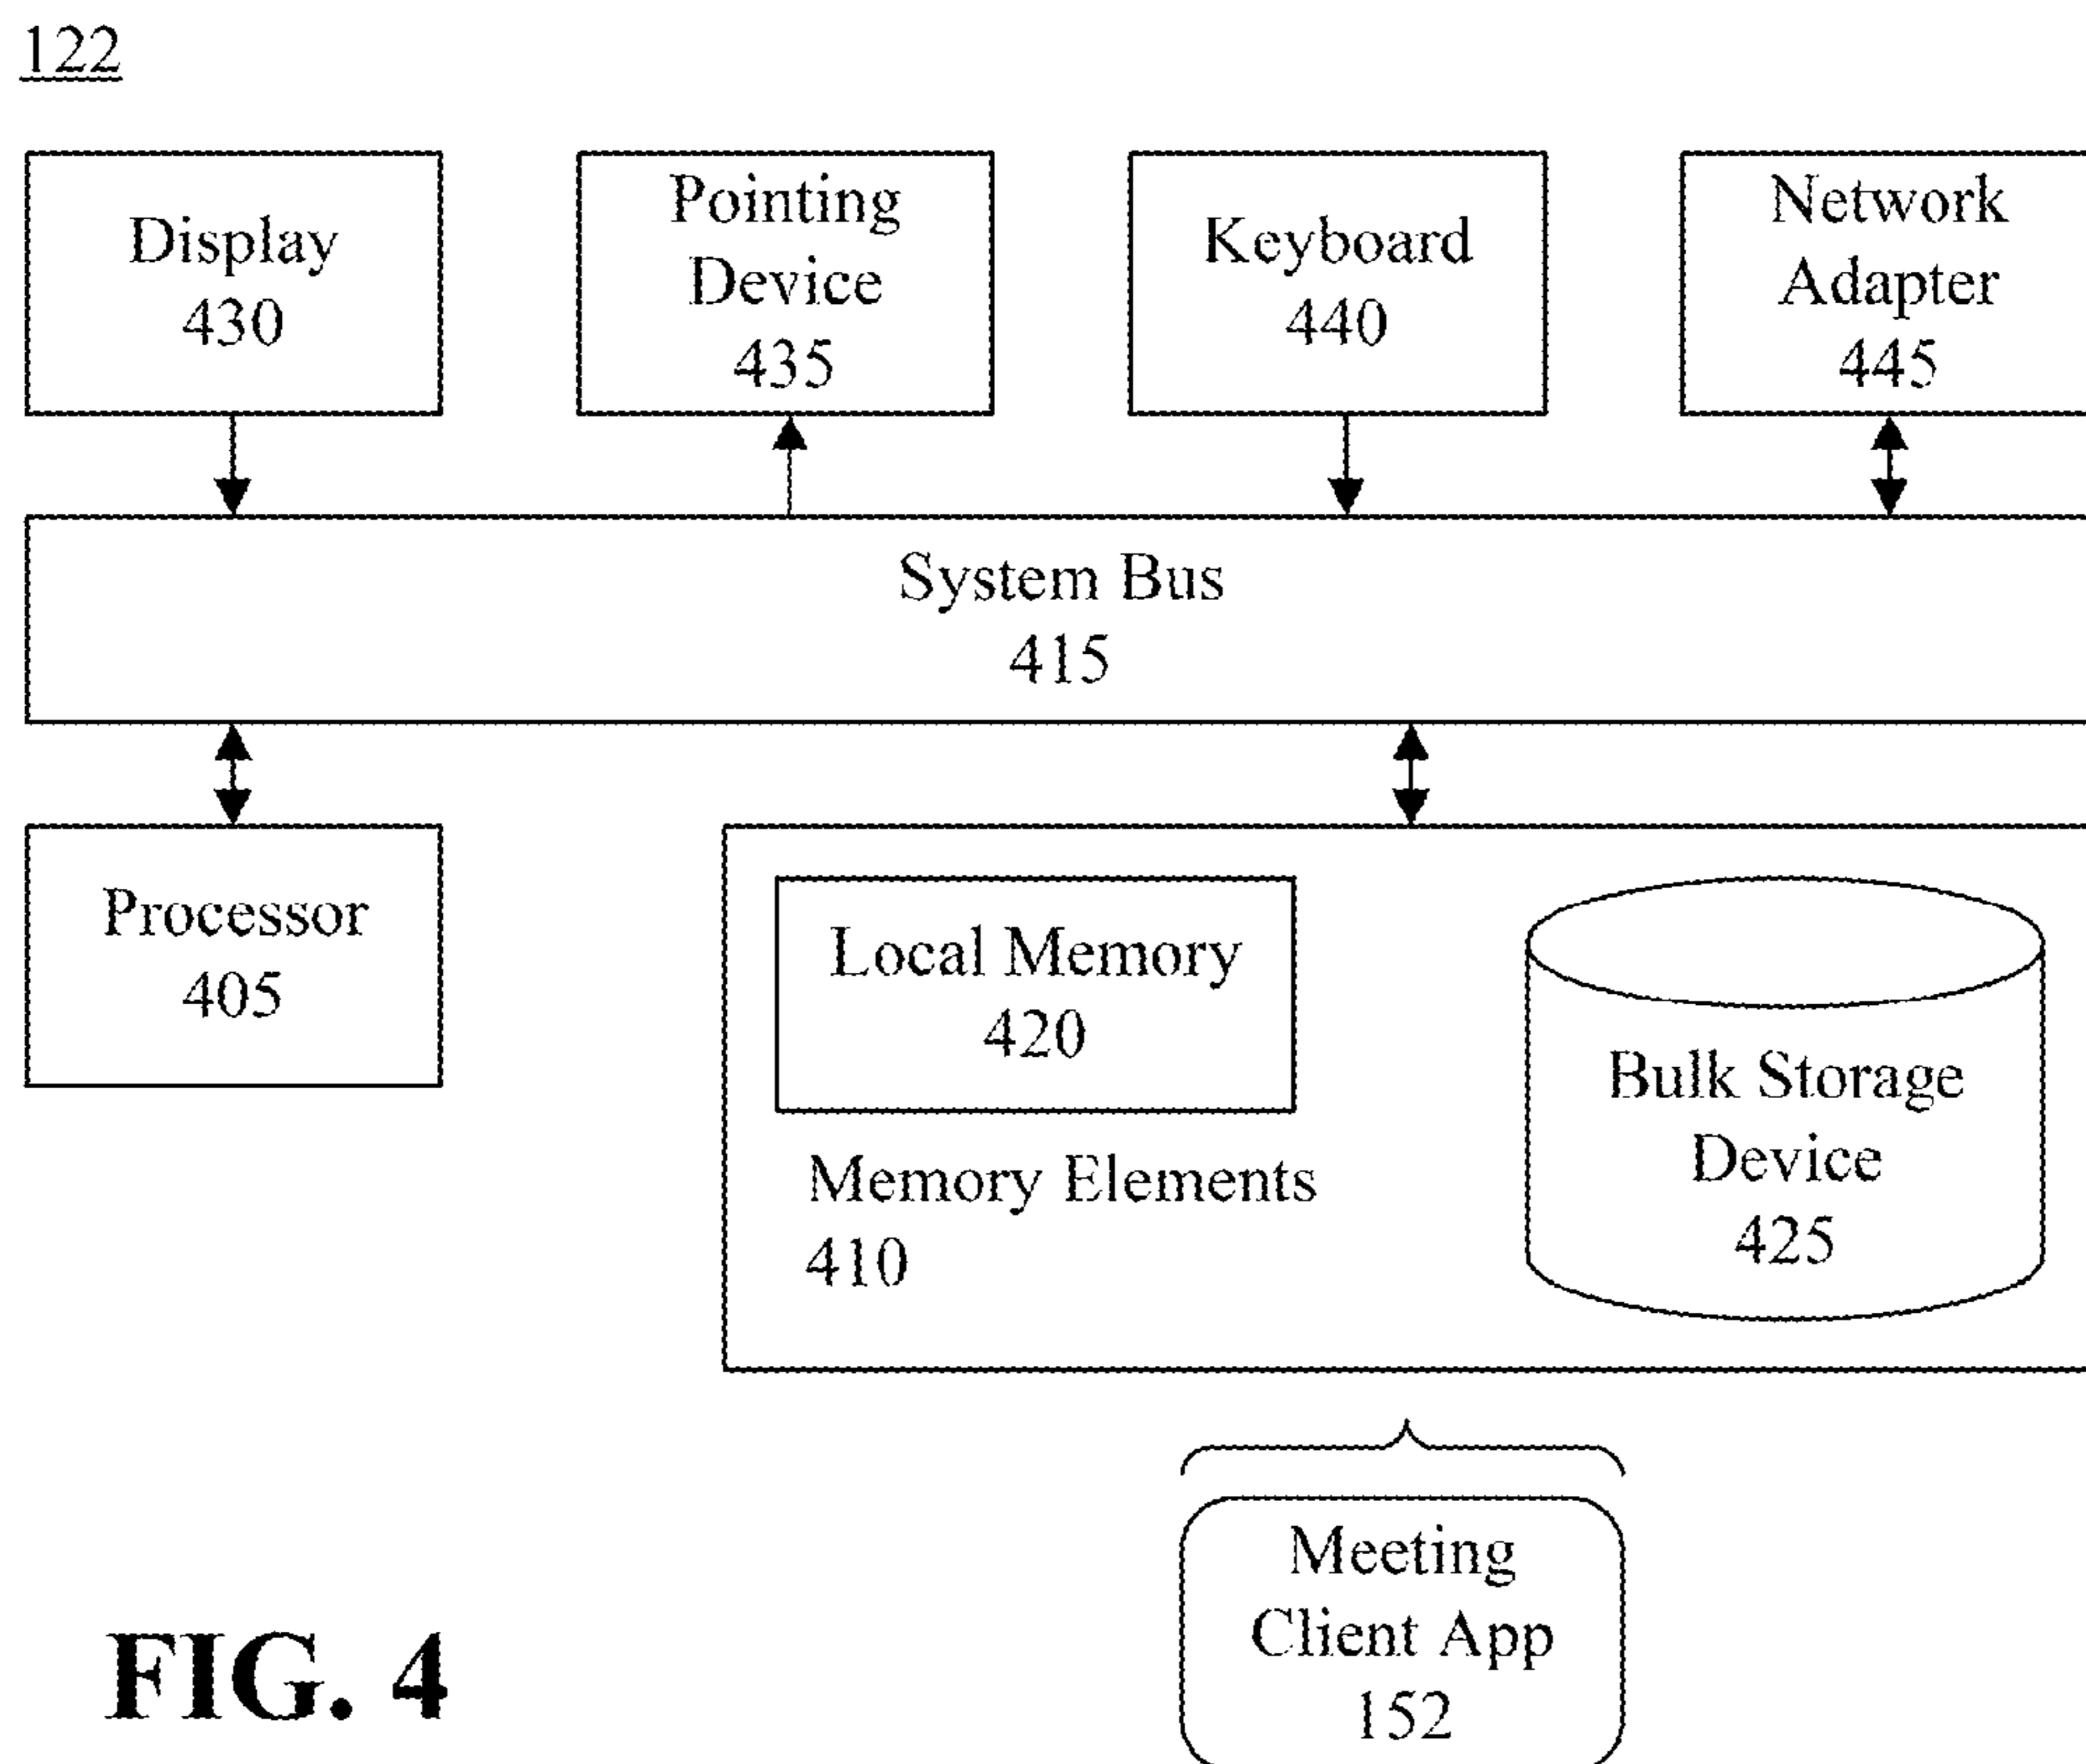 122
Display
430
Pointing
Device
435
Keyboard
440
Network
Adapter
445
System Bus
415
Processor
405
Local Memory
420
Memory Elements
410
Bulk Storage
Device
425
Meeting
Client App
152
FIG. 4